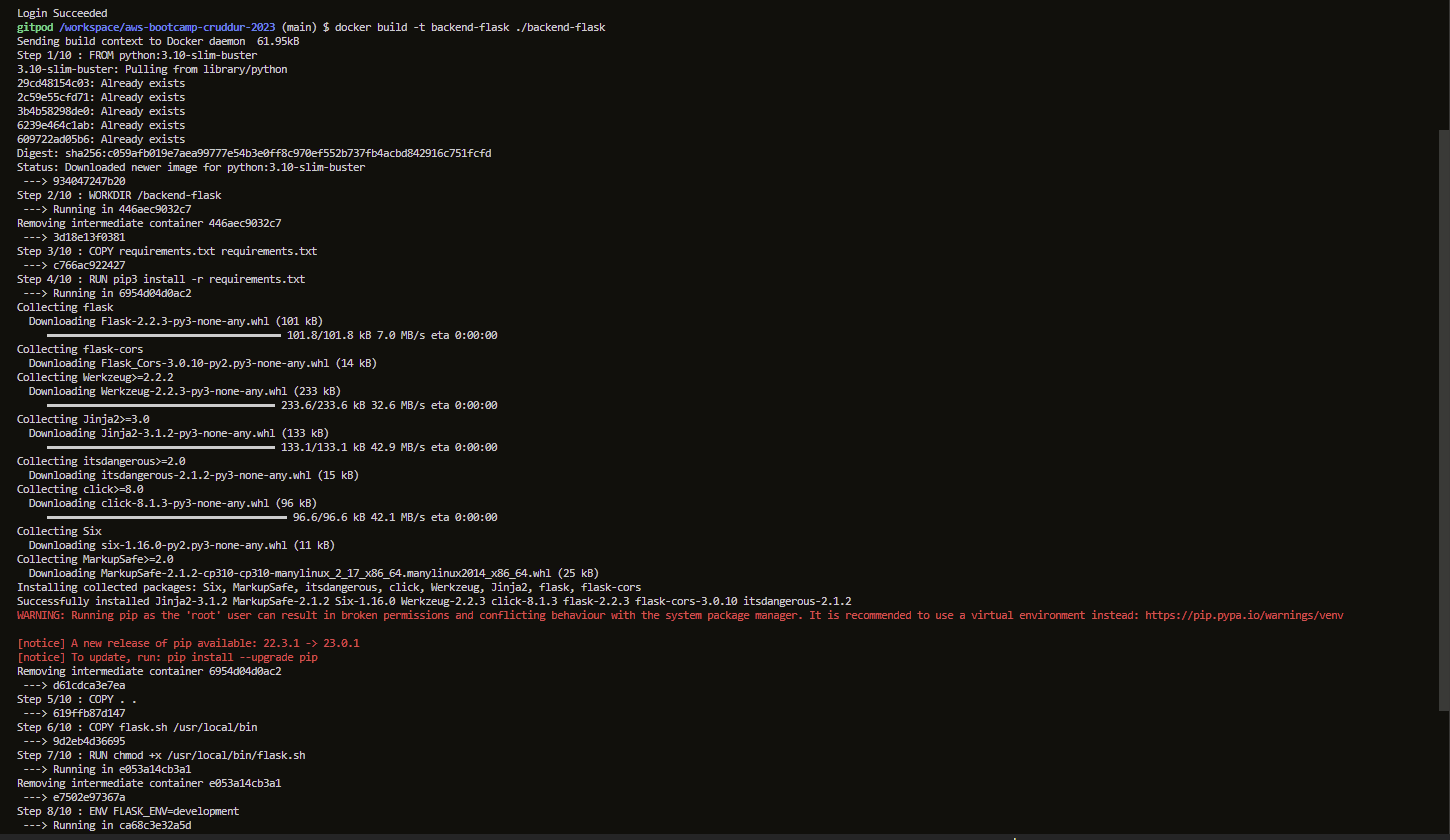 Login Succeeded
gitpod /workspace/aws-bootcamp-cruddur-2023 (main) $ docker build -t backend-flask ./backend-flask
Sending build context to Docker daemon  61.95kB
Step 1/10 : FROM python:3.10-slim-buster
3.10-slim-buster: Pulling from library/python
29cd48154c03: Already exists
2c59e55cfd71: Already exists
3b4b58298de0: Already exists
6239e464c1ab: Already exists
609722ad05b6: Already exists
Digest: sha256:c059afb019e7aea99777e54b3e0ff8c970ef552b737fb4acbd842916c751fcfd
Status: Downloaded newer image for python:3.10-slim-buster
 ---> 934047247b20
Step 2/10 : WORKDIR /backend-flask
 ---> Running in 446aec9032c7
Removing intermediate container 446aec9032c7
 ---> 3d18e13f0381
Step 3/10 : COPY requirements.txt requirements.txt
 ---> c766ac922427
Step 4/10 : RUN pip3 install -r requirements.txt
 ---> Running in 6954d04d0ac2
Collecting flask
  Downloading Flask-2.2.3-py3-none-any.whl (101 kB)
101.8/101.8 kB 7.0 MB/s eta 0:00:00
Collecting flask-cors
  Downloading Flask_Cors-3.0.10-py2.py3-none-any.whl (14 kB)
Collecting Werkzeug>=2.2.2
  Downloading Werkzeug-2.2.3-py3-none-any.whl (233 kB)
233.6/233.6 kB 32.6 MB/s eta 0:00:00
Collecting Jinja2>=3.0
  Downloading Jinja2-3.1.2-py3-none-any.whl (133 kB)
133.1/133.1 kB 42.9 MB/s eta 0:00:00
Collecting itsdangerous>=2.0
  Downloading itsdangerous-2.1.2-py3-none-any.whl (15 kB)
Collecting click>=8.0
  Downloading click-8.1.3-py3-none-any.whl (96 kB)
96.6/96.6 kB 42.1 MB/s eta 0:00:00
Collecting Six
  Downloading six-1.16.0-py2.py3-none-any.whl (11 kB)
Collecting MarkupSafe>=2.0
  Downloading MarkupSafe-2.1.2-cp310-cp310-manylinux_2_17_x86_64.manylinux2014_x86_64.whl (25 kB)
Installing collected packages: Six, MarkupSafe, itsdangerous, click, Werkzeug, Jinja2, flask, flask-cors
Successfully installed Jinja2-3.1.2 MarkupSafe-2.1.2 Six-1.16.0 Werkzeug-2.2.3 click-8.1.3 flask-2.2.3 flask-cors-3.0.10 itsdangerous-2.1.2
WARNING: Running pip as the 'root' user can result in broken permissions and conflicting behaviour with the system package manager. It is recommended to use a virtual environment instead: https://pip.pypa.io/warnings/venv
[notice] A new release of pip available: 22.3.1 -> 23.0.1
[notice] To update, run: pip install --upgrade pip
Removing intermediate container 6954d04d0ac2
 ---> d61cdca3e7ea
Step 5/10 : COPY . .
 ---> 619ffb87d147
Step 6/10 : COPY flask.sh /usr/local/bin
 ---> 9d2eb4d36695
Step 7/10 : RUN chmod +x /usr/local/bin/flask.sh
 ---> Running in e053a14cb3a1
Removing intermediate container e053a14cb3a1
 ---> e7502e97367a
Step 8/10 : ENV FLASK_ENV=development
 ---> Running in ca68c3e32a5d